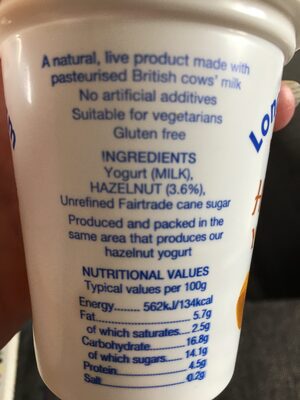 A natural, live product made with
pasteurised British cows' milk
No artificial additives
Suitable for vegetarians
Gluten free
INGREDIENTS
Yogurt (MILK),
HAZELNUT (3.6%),
Unrefined Fairtrade cane sugar
Produced and packed in the
same area that produces our
hazelnut yogurt
NUTRITIONAL VALUES
Typical values per 100g
Energy........ 562kJ/134kcal
Fat................................. 5.7g
of which saturates... 2.5g
Carbohydrate................ 16.8g
of which sugars....... 14.1g
Protein........................... 4.5g
Salt................................. 0.2g
Lon